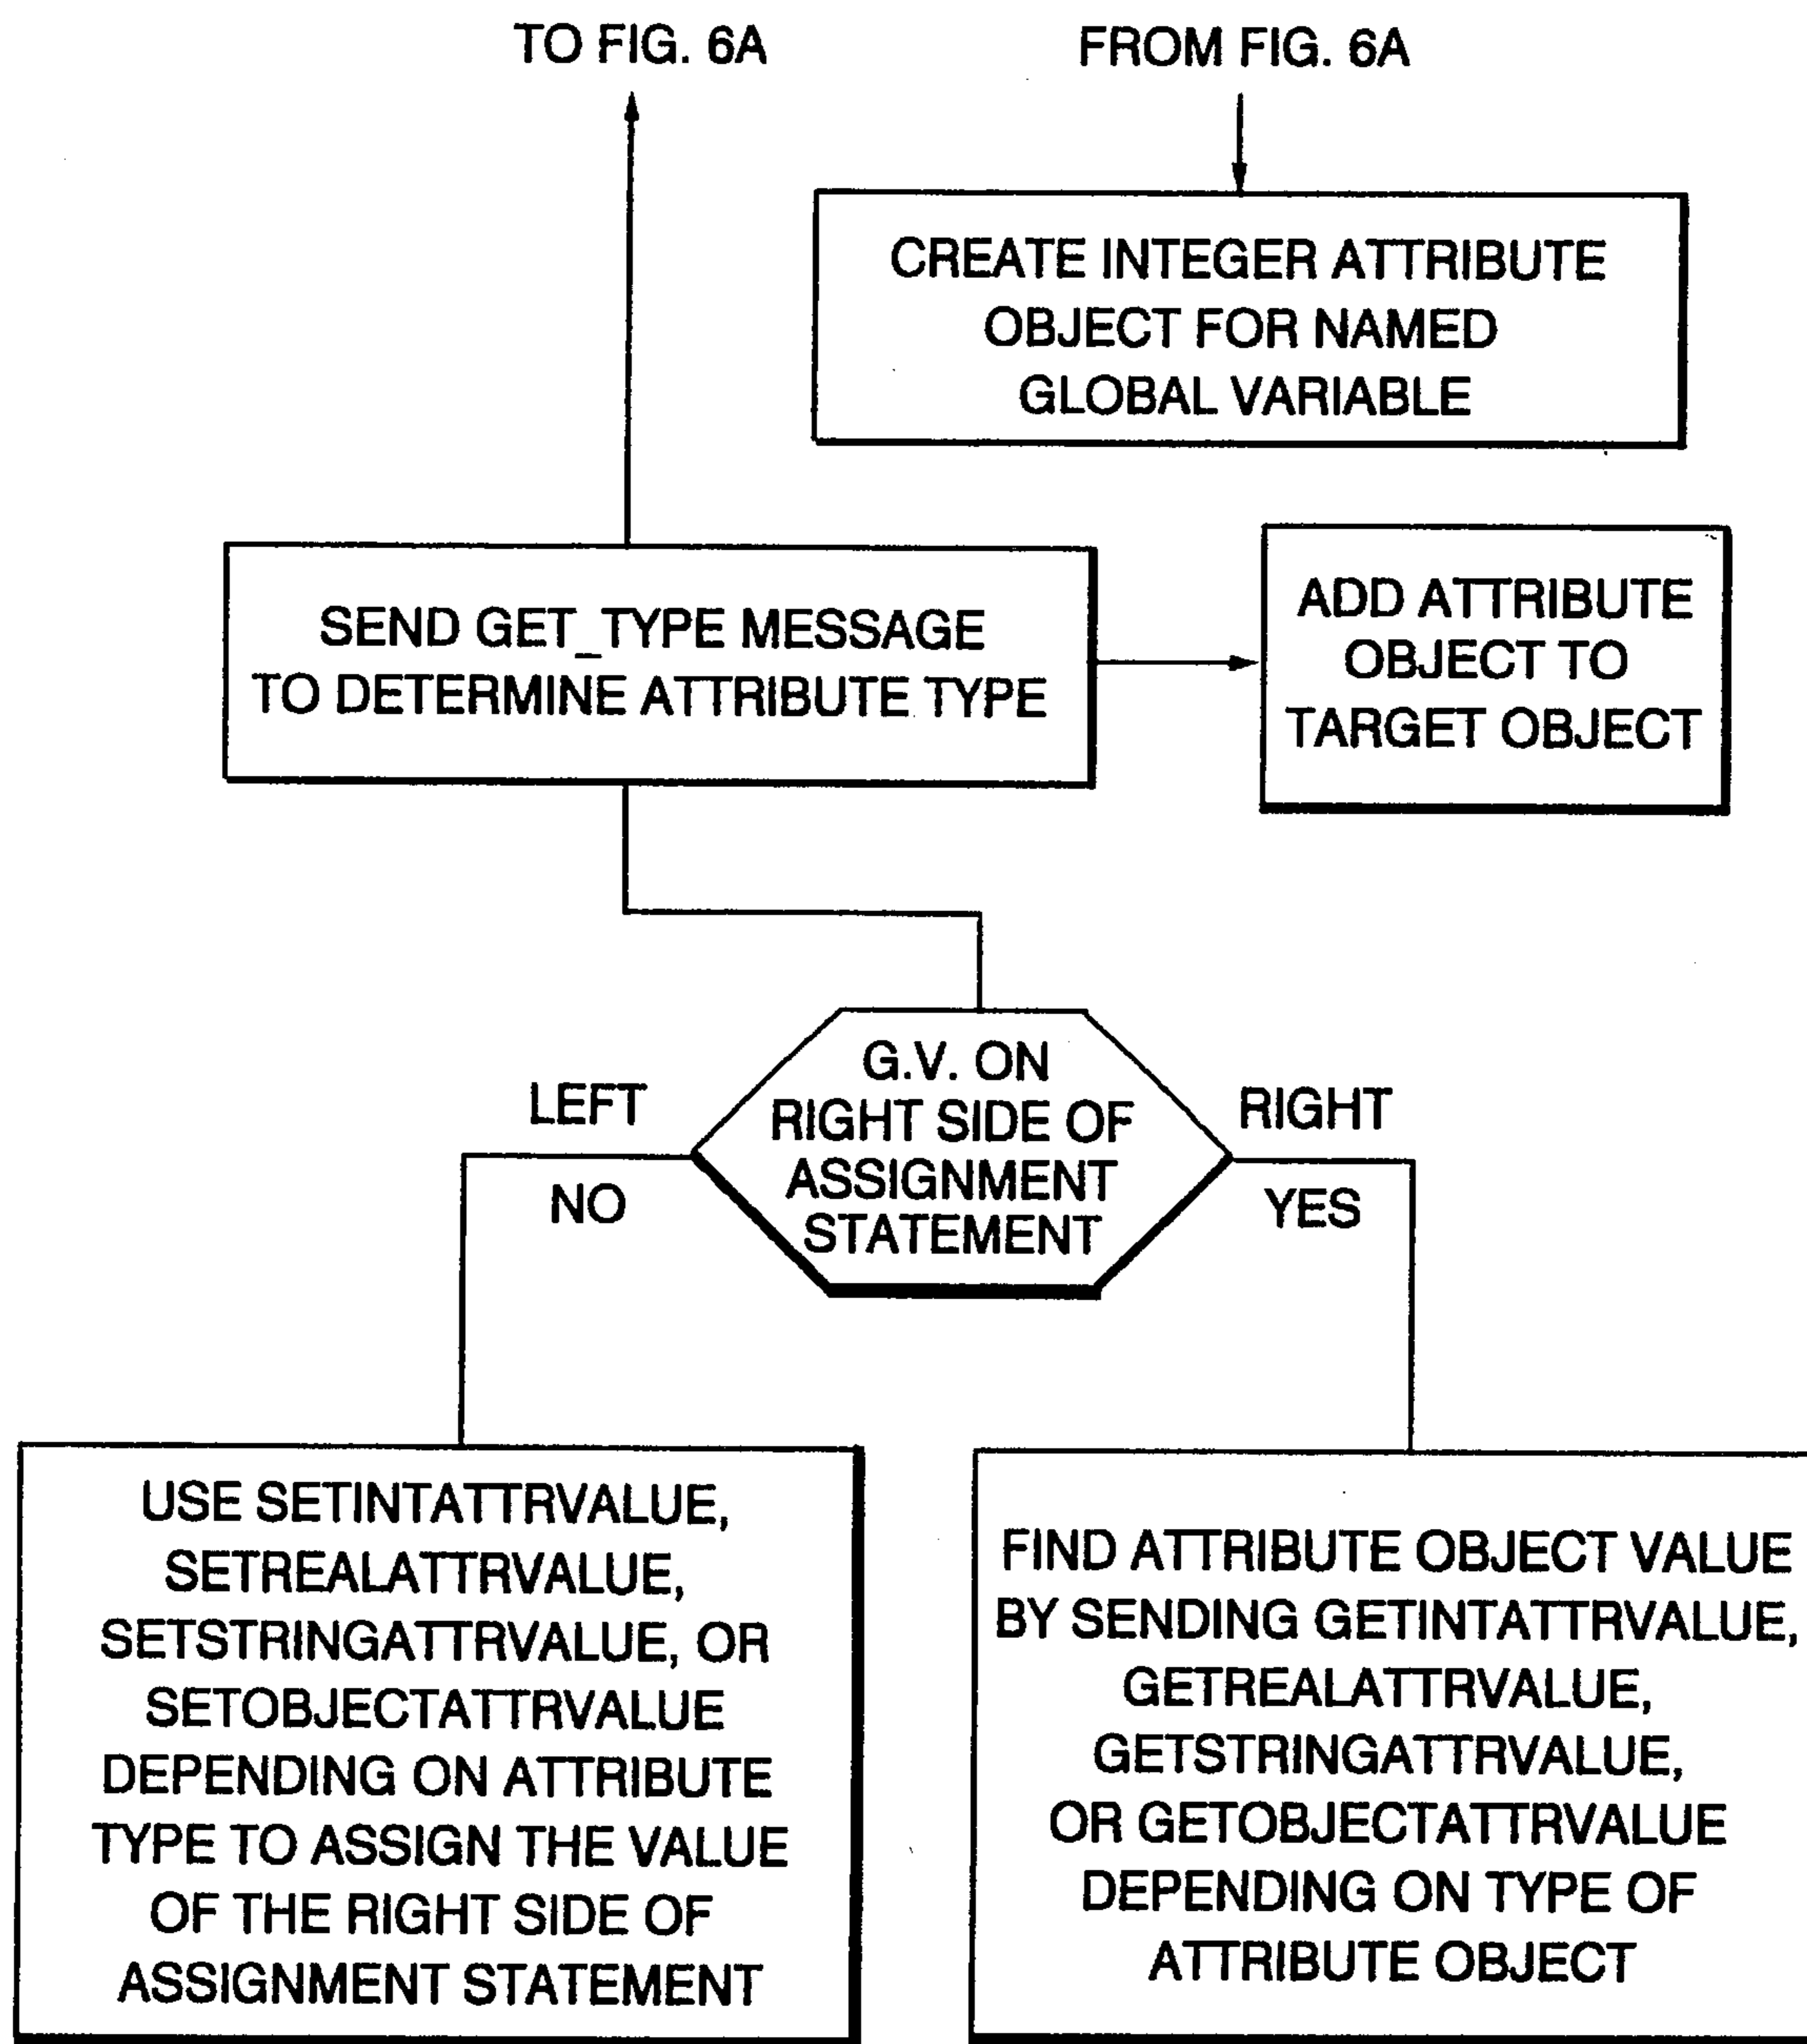 TO FIG. 6A
FROM FIG. 6A
CREATE INTEGER ATTRIBUTE
OBJECT FOR NAMED
GLOBAL VARIABLE
SEND GET_TYPE MESSAGE
TO DETERMINE ATTRIBUTE TYPE
ADD ATTRIBUTE
OBJECT TO
TARGET OBJECT
G.V. ON
RIGHT SIDE OF
ASSIGNMENT
STATEMENT
LEFT
NO
RIGHT
YES
USE SETINTATTRVALUE,
SETREALATTRVALUE,
SETSTRINGATTRVALUE, OR
SETOBJECTATTRVALUE
DEPENDING ON ATTRIBUTE
TYPE TO ASSIGN THE VALUE
OF THE RIGHT SIDE OF
ASSIGNMENT STATEMENT
FIND ATTRIBUTE OBJECT VALUE
BY SENDING GETINTATTRVALUE,
GETREALATTRVALUE,
GETSTRINGATTRVALUE,
OR GETOBJECTATTRVALUE
DEPENDING ON TYPE OF
ATTRIBUTE OBJECT